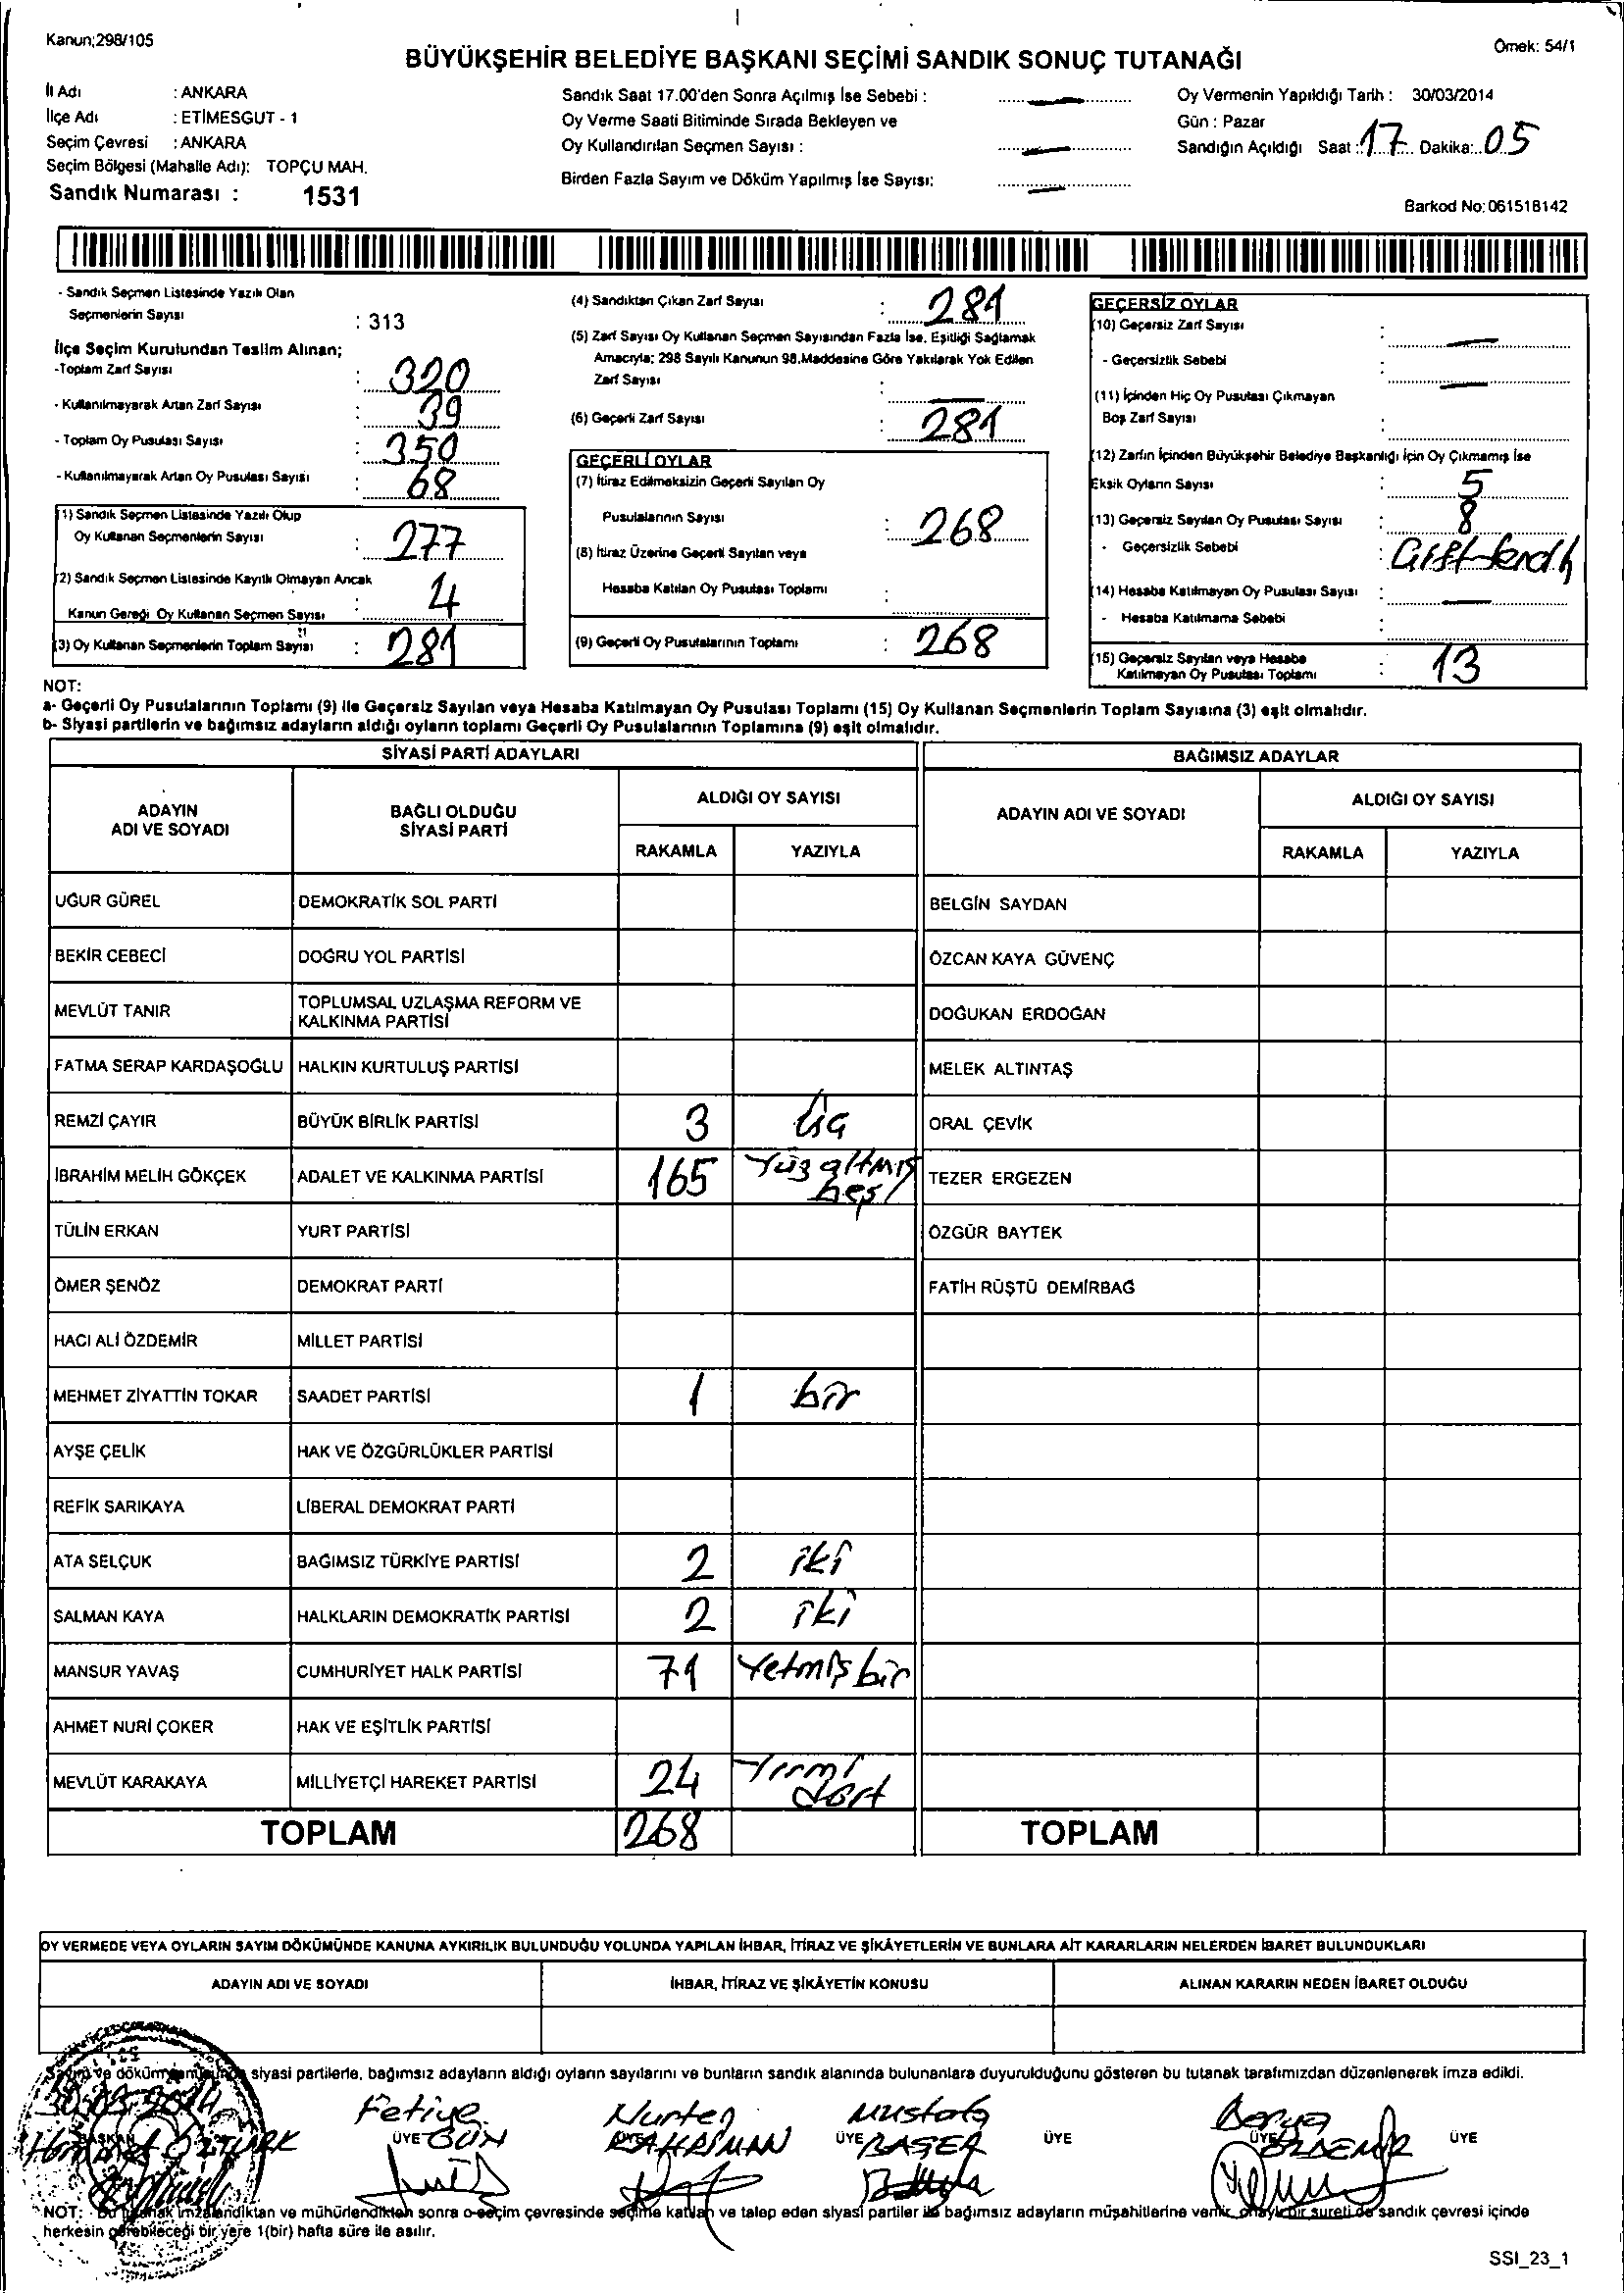 Kanun;298/105
Örnek: 54/1
BÜYÜKŞEHİR BELEDİYE BAŞKANI SEÇİMİ SANDIK SONUÇ TUTANAĞI
İl Adı : ANKARA
İlçe Adı : ETİMESGUT - 1
Seçim Çevresi : ANKARA
Seçim Bölgesi (Mahalle Adı): TOPÇU MAH.
Sandık Numarası : 1531
Sandık Saat 17.00'den Sonra Açılmış İse Sebebi : —
Oy Verme Saati Bitiminde Sırada Bekleyen ve
Oy Kullandırılan Seçmen Sayısı : —
Birden Fazla Sayım ve Döküm Yapılmış İse Sayısı: —
Oy Vermenin Yapıldığı Tarih : 30/03/2014
Gün : Pazar
Sandığın Açıldığı Saat : 17 Dakika: 05
Barkod No: 061518142
- Sandık Seçmen Listesinde Yazılı Olan
Seçmenlerin Sayısı : 313
İlçe Seçim Kurulundan Teslim Alınan;
-Toplam Zarf Sayısı : 320
- Kullanılmayarak Artan Zarf Sayısı : 39
- Toplam Oy Pusulası Sayısı : 350
- Kullanılmayarak Artan Oy Pusulası Sayısı : 68
(1) Sandık Seçmen Listesinde Yazılı Olup
Oy Kullanan Seçmenlerin Sayısı : 277
(2) Sandık Seçmen Listesinde Kayıtlı Olmayan Ancak
Kanun Gereği Oy Kullanan Seçmen Sayısı : 4
(3) Oy Kullanan Seçmenlerin Toplam Sayısı : 281
(4) Sandıktan Çıkan Zarf Sayısı : 281
(5) Zarf Sayısı Oy Kullanan Seçmen Sayısından Fazla İse, Eşitliği Sağlamak
Amacıyla; 298 Sayılı Kanunun 98.Maddesine Göre Yakılarak Yok Edilen
Zarf Sayısı : —
(6) Geçerli Zarf Sayısı : 281
GEÇERLİ OYLAR
(7) İtiraz Edilmeksizin Geçerli Sayılan Oy
Pusulalarının Sayısı : 268
(8) İtiraz Üzerine Geçerli Sayılan veya
Hesaba Katılan Oy Pusulası Toplamı :
(9) Geçerli Oy Pusulalarının Toplamı : 268
GEÇERSİZ OYLAR
(10) Geçersiz Zarf Sayısı : —
- Geçersizlik Sebebi : —
(11) İçinden Hiç Oy Pusulası Çıkmayan
Boş Zarf Sayısı :
(12) Zarfın İçinden Büyükşehir Belediye Başkanlığı İçin Oy Çıkmamış İse
Eksik Oyların Sayısı : 5
(13) Geçersiz Sayılan Oy Pusulası Sayısı : 8
- Geçersizlik Sebebi :
(14) Hesaba Katılmayan Oy Pusulası Sayısı : —
- Hesaba Katılmama Sebebi :
(15) Geçersiz Sayılan veya Hesaba
Katılmayan Oy Pusulası Toplamı : 13
NOT:
a- Geçerli Oy Pusulalarının Toplamı (9) ile Geçersiz Sayılan veya Hesaba Katılmayan Oy Pusulası Toplamı (15) Oy Kullanan Seçmenlerin Toplam Sayısına (3) eşit olmalıdır.
b- Siyasi partilerin ve bağımsız adayların aldığı oyların toplamı Geçerli Oy Pusulalarının Toplamına (9) eşit olmalıdır.
SİYASİ PARTİ ADAYLARI
BAĞIMSIZ ADAYLAR
ADAYIN ADI VE SOYADI
BAĞLI OLDUĞU SİYASİ PARTİ
ALDIĞI OY SAYISI
RAKAMLA YAZIYLA
ADAYIN ADI VE SOYADI
ALDIĞI OY SAYISI
RAKAMLA YAZIYLA
UĞUR GÜREL DEMOKRATİK SOL PARTİ BELGİN SAYDAN
BEKİR CEBECİ DOĞRU YOL PARTİSİ ÖZCAN KAYA GÜVENÇ
MEVLÜT TANIR TOPLUMSAL UZLAŞMA REFORM VE KALKINMA PARTİSİ DOĞUKAN ERDOĞAN
FATMA SERAP KARDAŞOĞLU HALKIN KURTULUŞ PARTİSİ MELEK ALTINTAŞ
REMZİ ÇAYIR BÜYÜK BİRLİK PARTİSİ 3 üç ORAL ÇEVİK
İBRAHİM MELİH GÖKÇEK ADALET VE KALKINMA PARTİSİ 165 Yüz altmış beş TEZER ERGEZEN
TÜLİN ERKAN YURT PARTİSİ ÖZGÜR BAYTEK
ÖMER ŞENÖZ DEMOKRAT PARTİ FATİH RÜŞTÜ DEMİRBAĞ
HACI ALİ ÖZDEMİR MİLLET PARTİSİ
MEHMET ZİYATTİN TOKAR SAADET PARTİSİ 1 bir
AYŞE ÇELİK HAK VE ÖZGÜRLÜKLER PARTİSİ
REFİK SARIKAYA LİBERAL DEMOKRAT PARTİ
ATA SELÇUK BAĞIMSIZ TÜRKİYE PARTİSİ 2 iki
SALMAN KAYA HALKLARIN DEMOKRATİK PARTİSİ 2 iki
MANSUR YAVAŞ CUMHURİYET HALK PARTİSİ 71 Yetmiş bir
AHMET NURİ ÇOKER HAK VE EŞİTLİK PARTİSİ
MEVLÜT KARAKAYA MİLLİYETÇİ HAREKET PARTİSİ 24 Yirmi dört
TOPLAM 268 TOPLAM
OY VERMEDE VEYA OYLARIN SAYIM DÖKÜMÜNDE KANUNA AYKIRILIK BULUNDUĞU YOLUNDA YAPILAN İHBAR, İTİRAZ VE ŞİKÂYETLERİN VE BUNLARA AİT KARARLARIN NELERDEN İBARET BULUNDUKLARI
ADAYIN ADI VE SOYADI İHBAR, İTİRAZ VE ŞİKÂYETİN KONUSU ALINAN KARARIN NEDEN İBARET OLDUĞU
siyasi partilerle, bağımsız adayların aldığı oyların sayılarını ve bunların sandık alanında bulunanlara duyurulduğunu gösteren bu tutanak tarafımızdan düzenlenerek imza edildi.
30.03.2014 Fetiye Nurten Mustafa Derya
BAŞKAN ÜYE GÜN ÜYE KAHRIMAN ÜYE BAŞER ÜYE ÜYE ÖZDEMİR ÜYE
ÖZTÜRK
NOT: Bu tutanak imzalandıktan ve mühürlendikten sonra o seçim çevresinde seçime katılan ve talep eden siyasi partiler ile bağımsız adayların müşahitlerine verilir, onaylı bir sureti de sandık çevresi içinde
herkesin görebileceği bir yere 1(bir) hafta süre ile asılır.
SSI_23_1